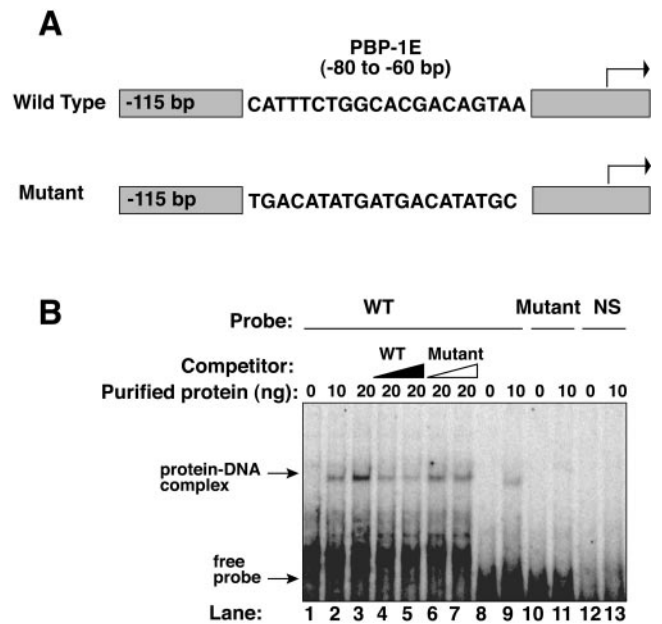 A
PBP-1E
(-80 to -60 bp)
Wild Type -115 bp CATTTCTGGCACGACAGTAA
Mutant -115 bp TGACATATGATGACATATGC
B
Probe: WT Mutant NS
Competitor: WT Mutant
Purified protein (ng): 0 10 20 20 20 20 20 0 10 0 10 0 10
protein-DNA
complex
free
probe
Lane: 1 2 3 4 5 6 7 8 9 10 11 12 13